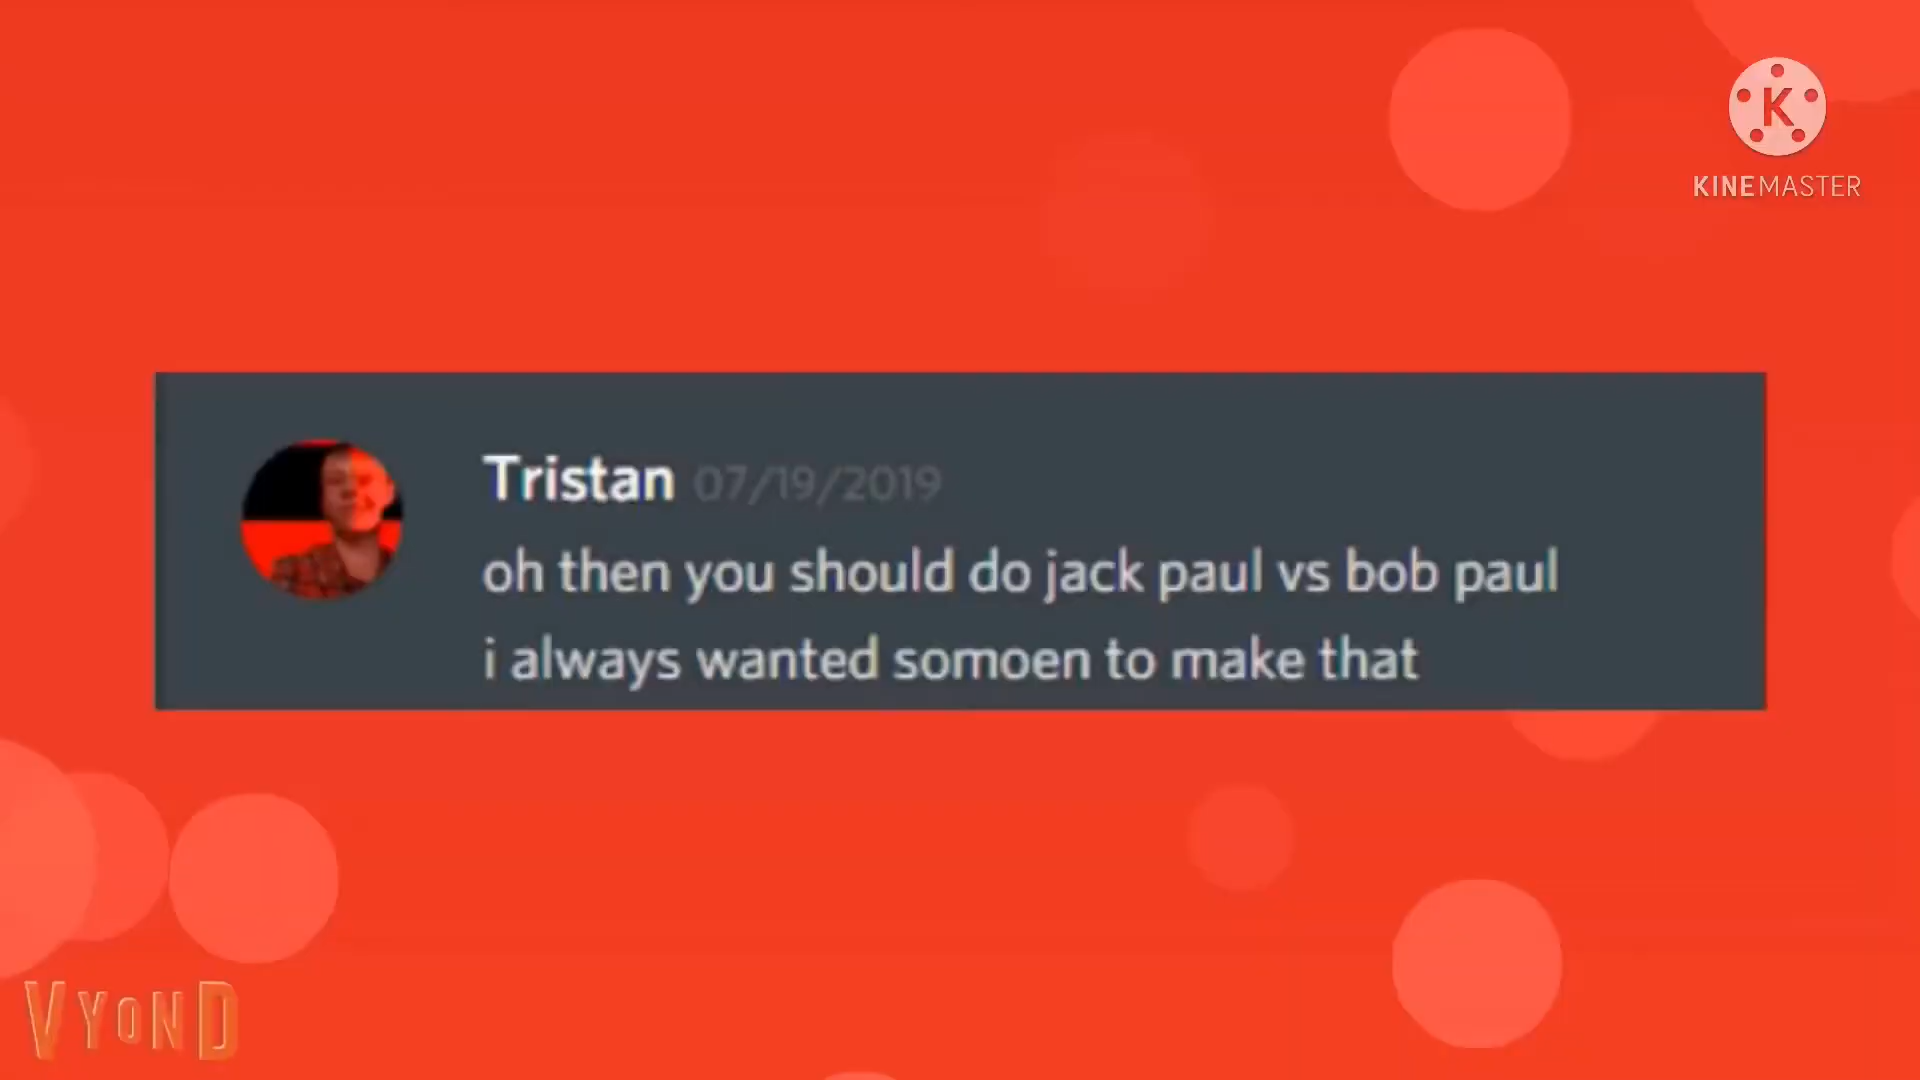 K
KINEMASTER
Tristan 07/19/2019
oh then you should do jack paul vs bob paul
i always wanted somoen to make that
VYOND